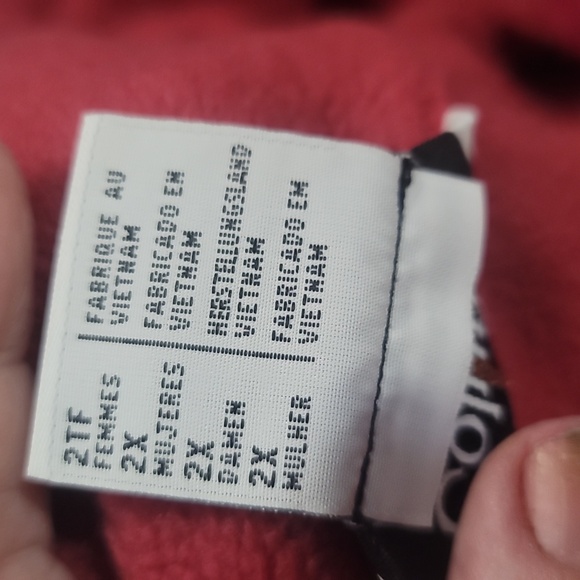 2TF
FEMMES
FABRIQUE AU
VIETNAM
2X
MUJERES
FABRICADO EN
VIETNAM
2X
DAMEN
HERSTELLUNGSLAND
VIETNAM
2X
MULHER
FABRICADO EM
VIETNAM